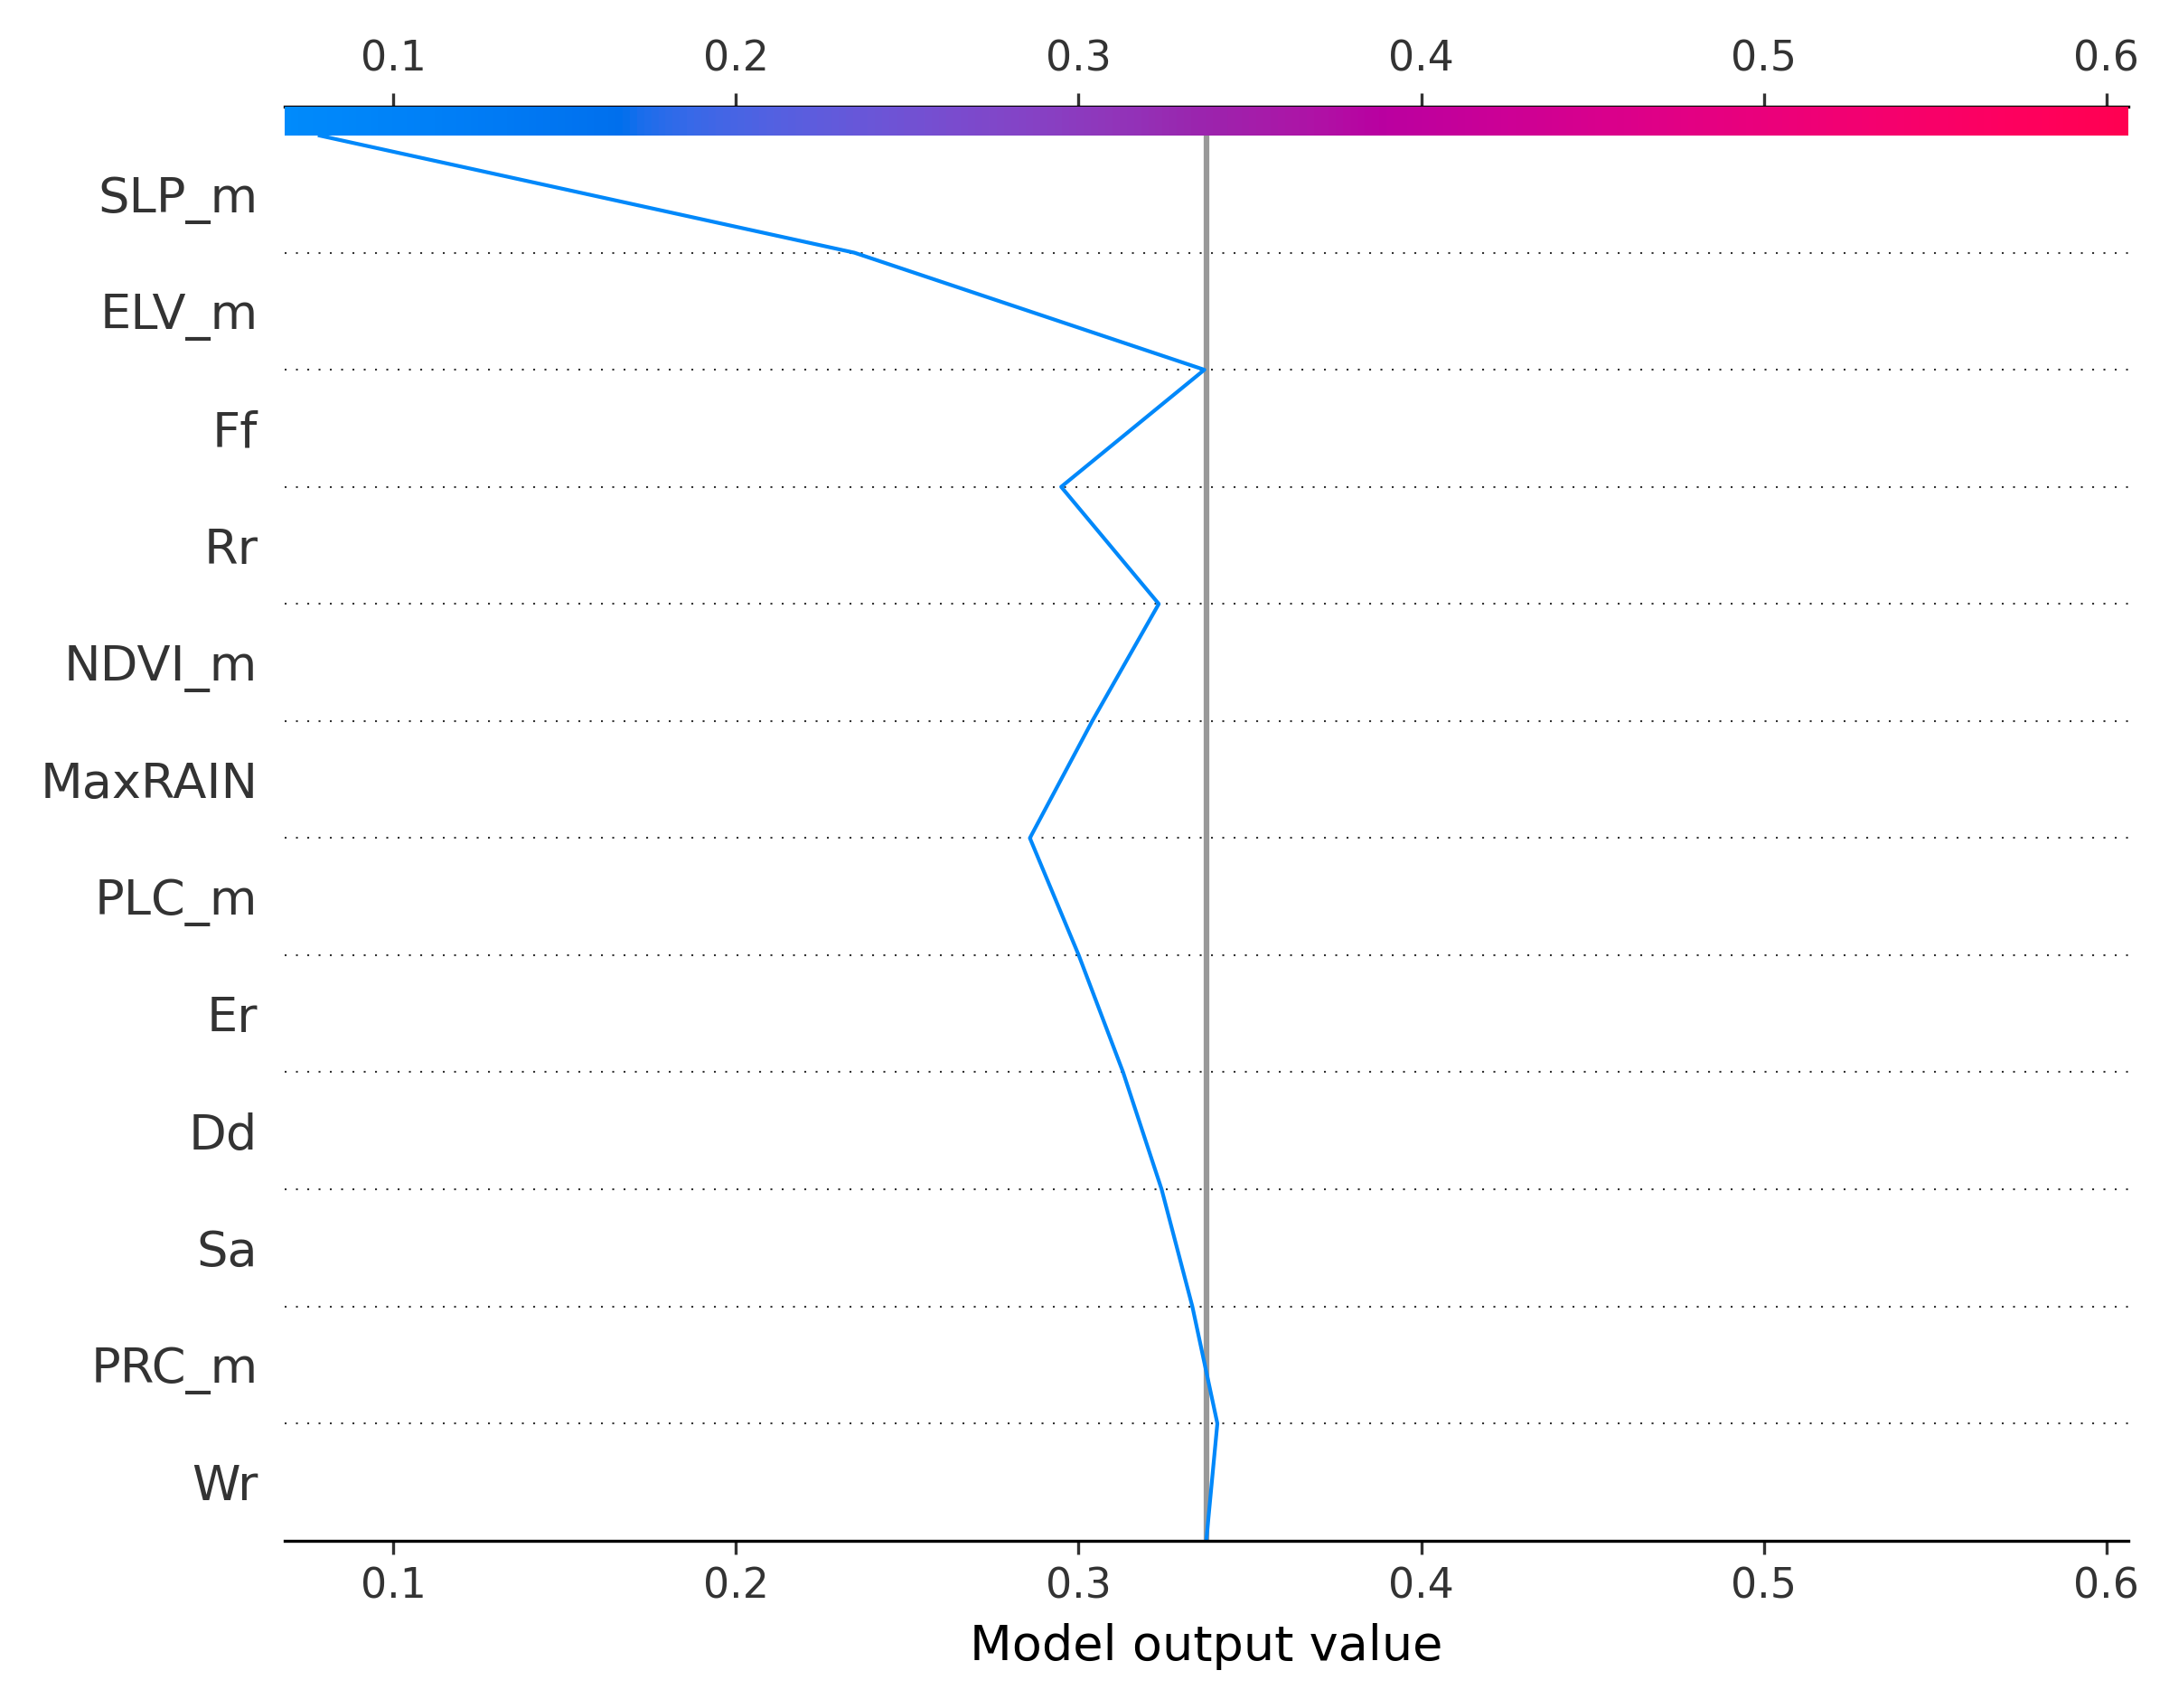 0.1 0.2 0.3 0.4 0.5 0.6
SLP_m
ELV_m
Ff
Rr
NDVI_m
MaxRAIN
PLC_m
Er
Dd
Sa
PRC_m
Wr
0.1 0.2 0.3 0.4 0.5 0.6
Model output value